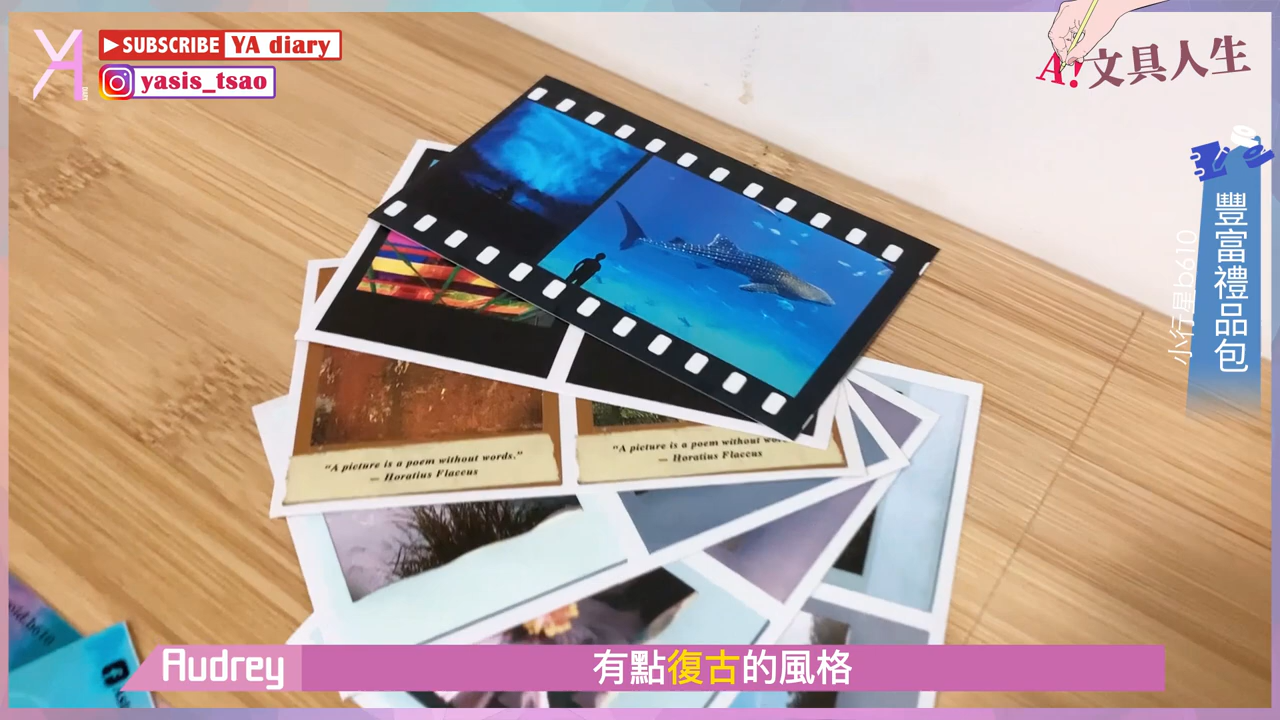 YA
DIARY
SUBSCRIBE YA diary
yasis_tsao
A!文具人生
豐富禮品包
小行星b610
"A picture is a poem without words."
— Horatius Flaccus
"A picture is a poem without
— Horatius Flaccus
Audrey
有點復古的風格